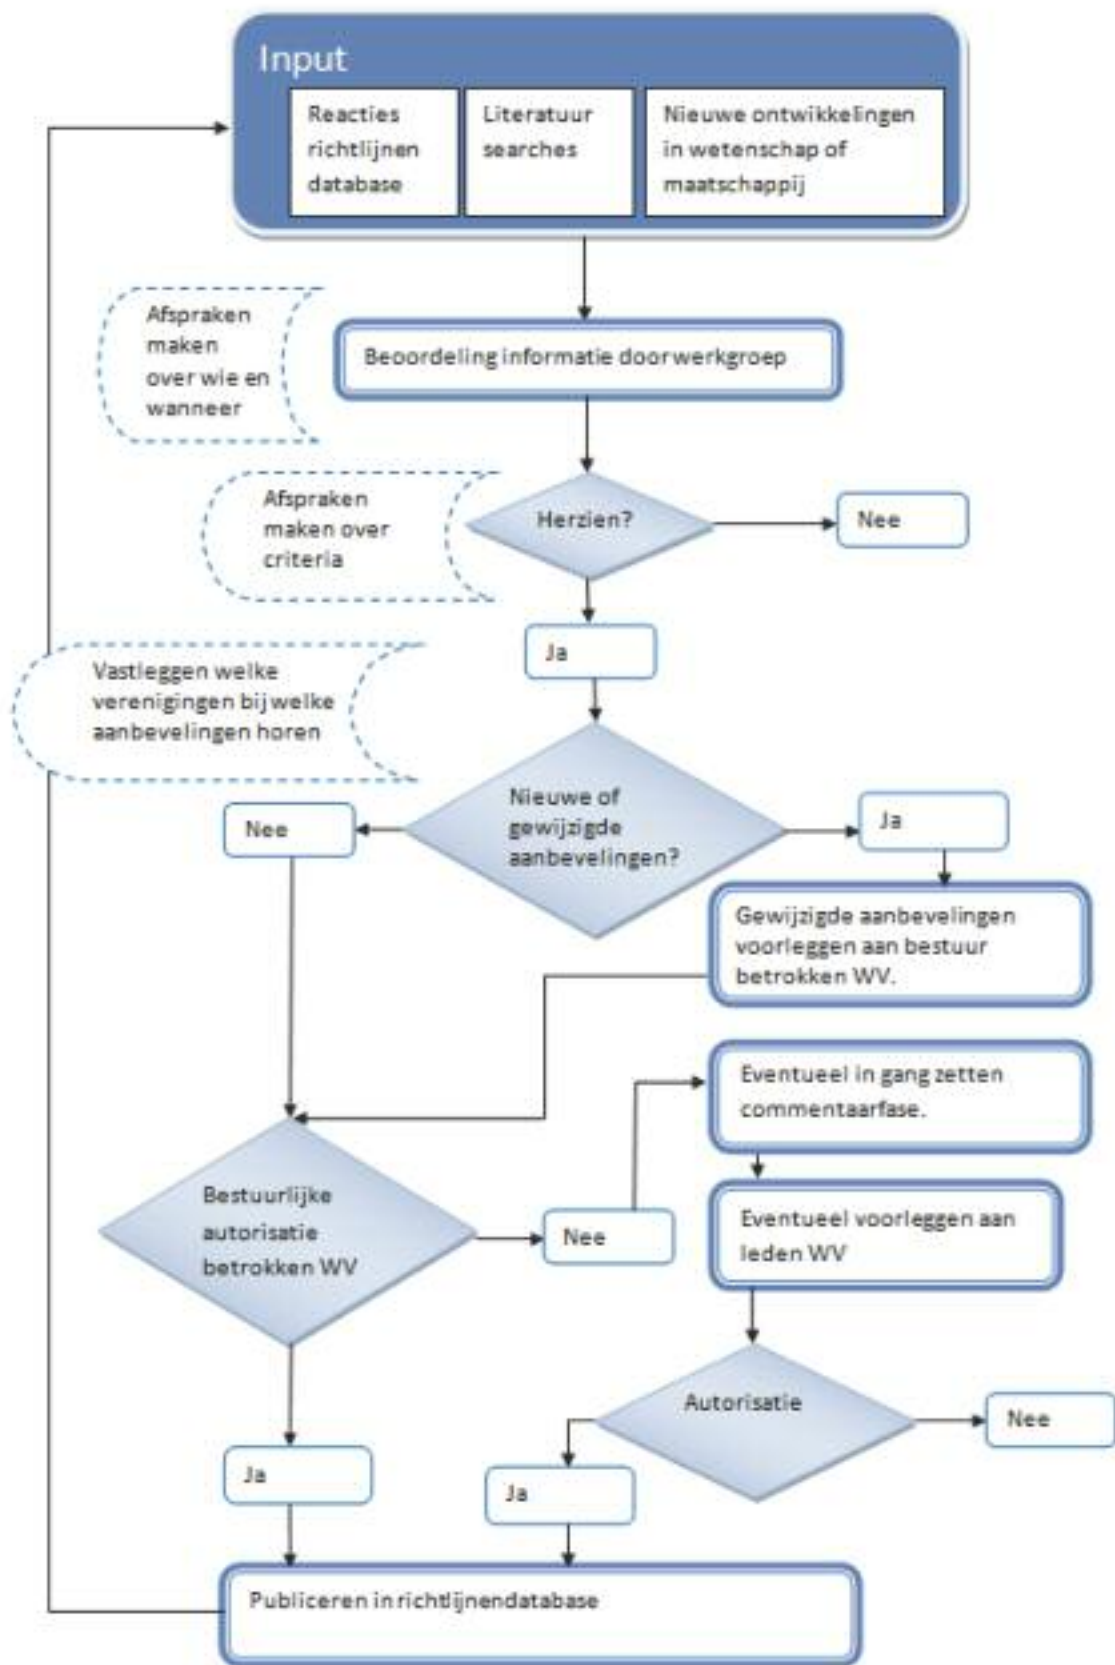 Input
Reacties
richtlijnen
database
Literatuur
searches
Nieuwe ontwikkelingen
in wetenschap of
maatschappij
Afspraken
maken
over wie en
wanneer
Beoordeling informatie door werkgroep
Afspraken
maken over
criteria
Herzien?
Nee
Ja
Vastleggen welke
verenigingen bij welke
aanbevelingen horen
Nieuwe of
gewijzigde
aanbevelingen?
Nee
Ja
Gewijzigde aanbevelingen
voorleggen aan bestuur
betrokken WV.
Eventueel in gang zetten
commentaarfase.
Bestuurlijke
autorisatie
betrokken WV
Nee
Eventueel voorleggen aan
leden WV
Autorisatie
Nee
Ja
Ja
Publiceren in richtlijnendatabase